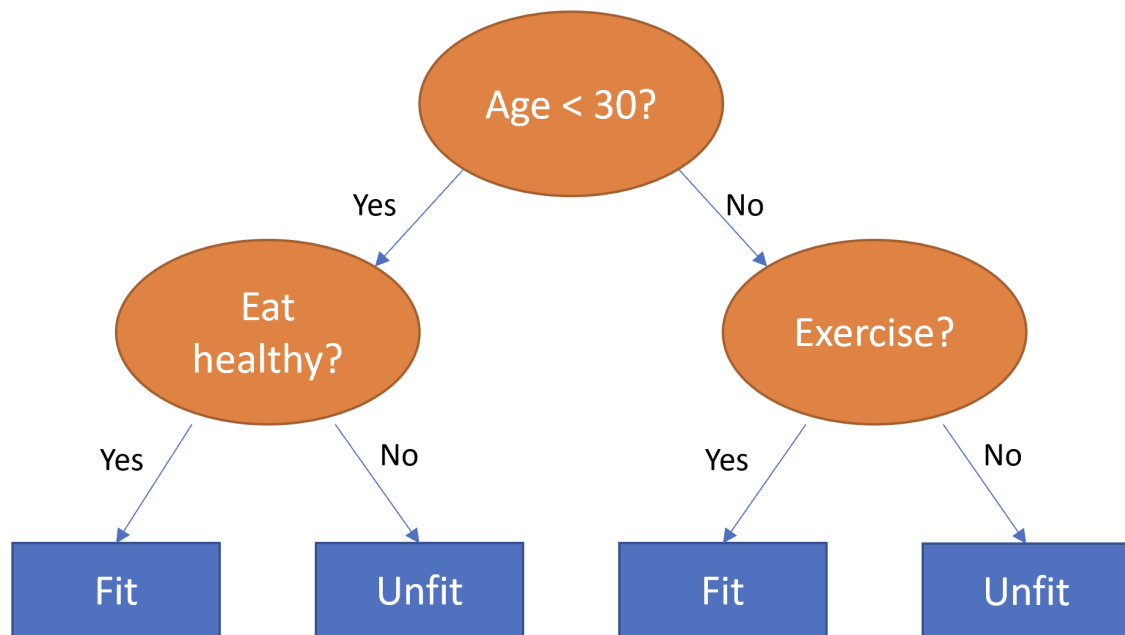 Age < 30?
Yes
No
Eat
healthy?
Exercise?
Yes
No
Yes
No
Fit
Unfit
Fit
Unfit